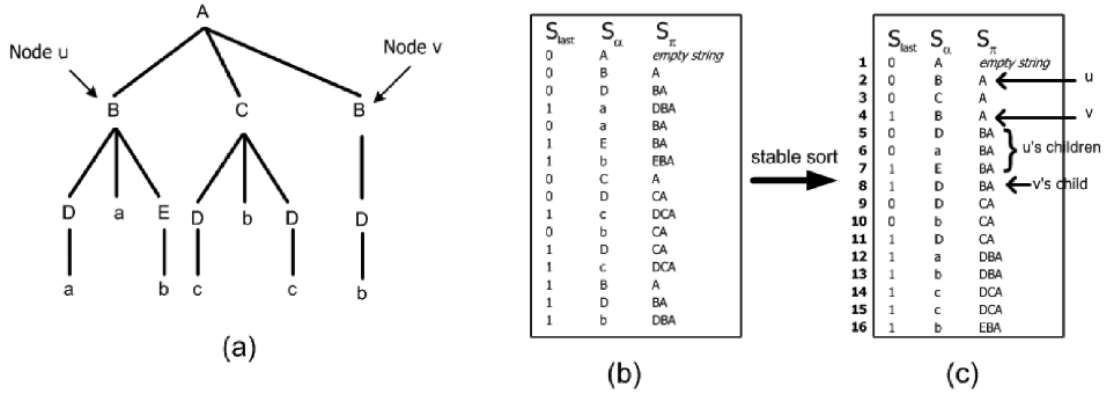 A
Node u
Node v
B C B
D a E D b D D
a b c c b
(a)
S_last S_α S_π
0 A empty string
0 B A
0 D BA
1 a DBA
0 a BA
1 E BA
1 b EBA
0 C A
0 D CA
1 c DCA
0 b CA
1 D CA
1 c DCA
1 B A
1 D BA
1 b DBA
(b)
stable sort
S_last S_α S_π
1 0 A empty string
2 0 B A u
3 0 C A
4 1 B A v
5 0 D BA
6 0 a BA u's children
7 1 E BA
8 1 D BA v's child
9 0 D CA
10 0 b CA
11 1 D CA
12 1 a DBA
13 1 b DBA
14 1 c DCA
15 1 c DCA
16 1 b EBA
(c)